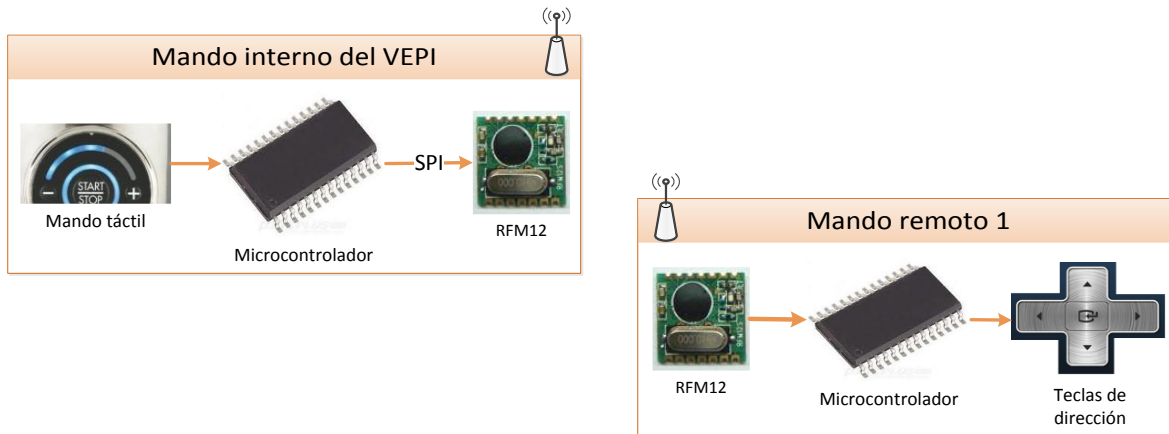 Mando interno del VEPI
START
STOP
SPI
Mando táctil
Microcontrolador
RFM12
Mando remoto 1
RFM12
Microcontrolador
Teclas de
dirección